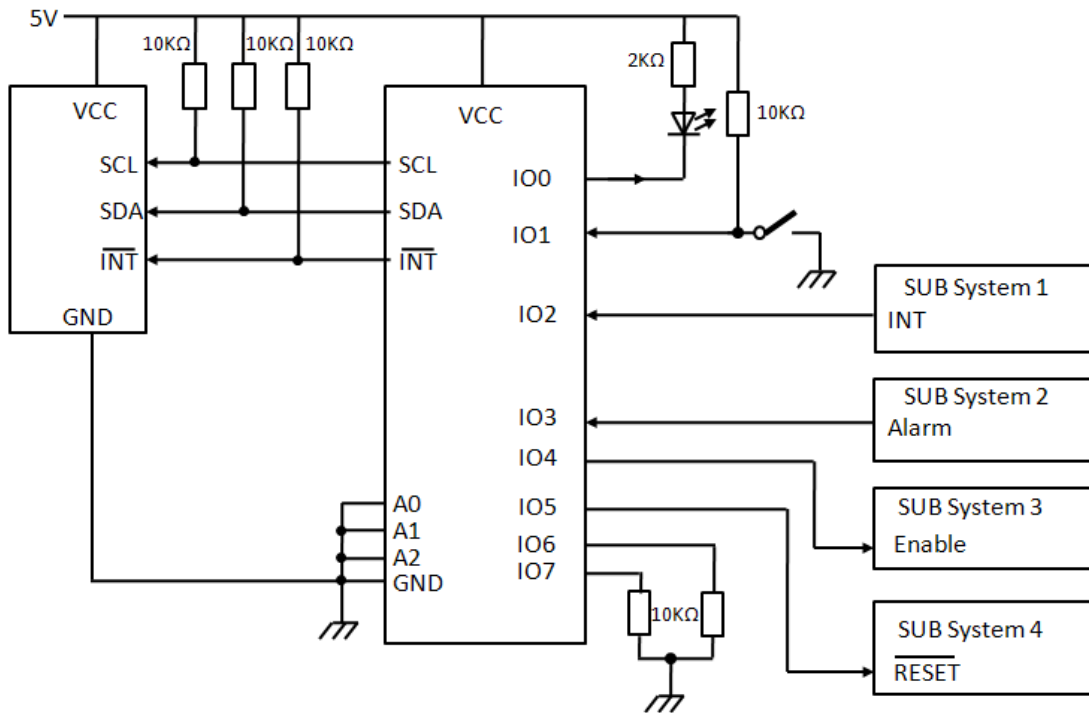 5V
10KΩ
10KΩ
10KΩ
2KΩ
10KΩ
VCC
SCL
SDA
INT
GND
VCC
SCL
SDA
INT
A0
A1
A2
GND
IO0
IO1
IO2
IO3
IO4
IO5
IO6
IO7
10KΩ
SUB System 1
INT
SUB System 2
Alarm
SUB System 3
Enable
SUB System 4
RESET